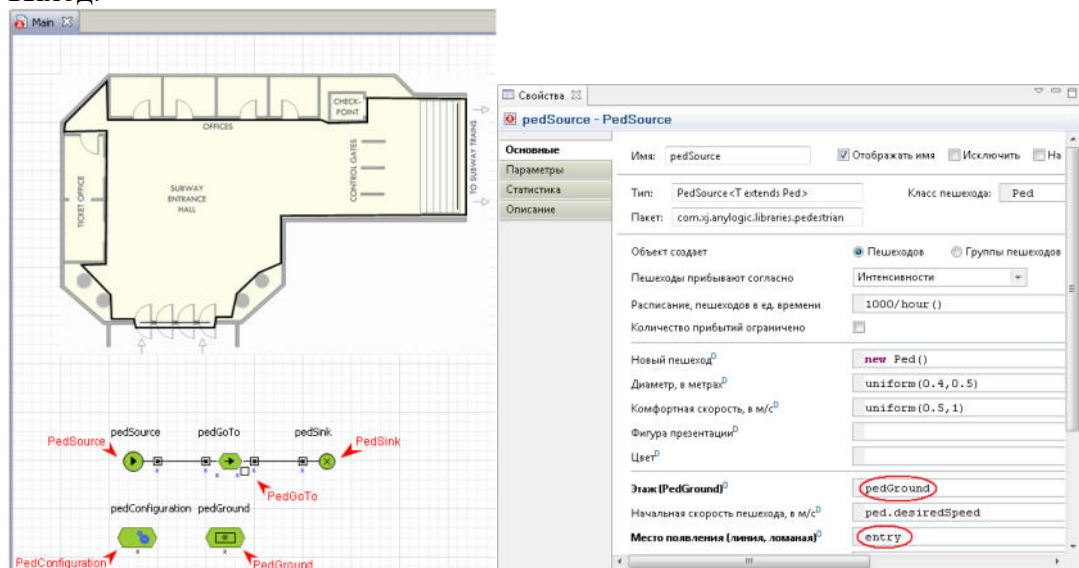 выход.
Main
CHECK-
POINT
OFFICES
CONTROL GATES
TO SUBWAY TRAINS
TICKET OFFICE
SUBWAY
ENTRANCE
HALL
pedSource pedGoTo pedSink
PedSource PedSink
PedGoTo
pedConfiguration pedGround
PedConfiguration PedGround
Свойства
pedSource - PedSource
Основные
Параметры
Статистика
Описание
Имя: pedSource Отображать имя Исключить На
Тип: PedSource<T extends Ped> Класс пешехода: Ped
Пакет: com.xj.anylogic.libraries.pedestrian
Объект создает Пешеходов Группы пешеходов
Пешеходы прибывают согласно Интенсивности
Расписание, пешеходов в ед. времени 1000/hour()
Количество прибытий ограничено
Новый пешеход new Ped()
Диаметр, в метрах uniform(0.4,0.5)
Комфортная скорость, в м/с uniform(0.5,1)
Фигура презентации
Цвет
Этаж (PedGround) pedGround
Начальная скорость пешехода, в м/с ped.desiredSpeed
Место появления (линия, ломаная) entry